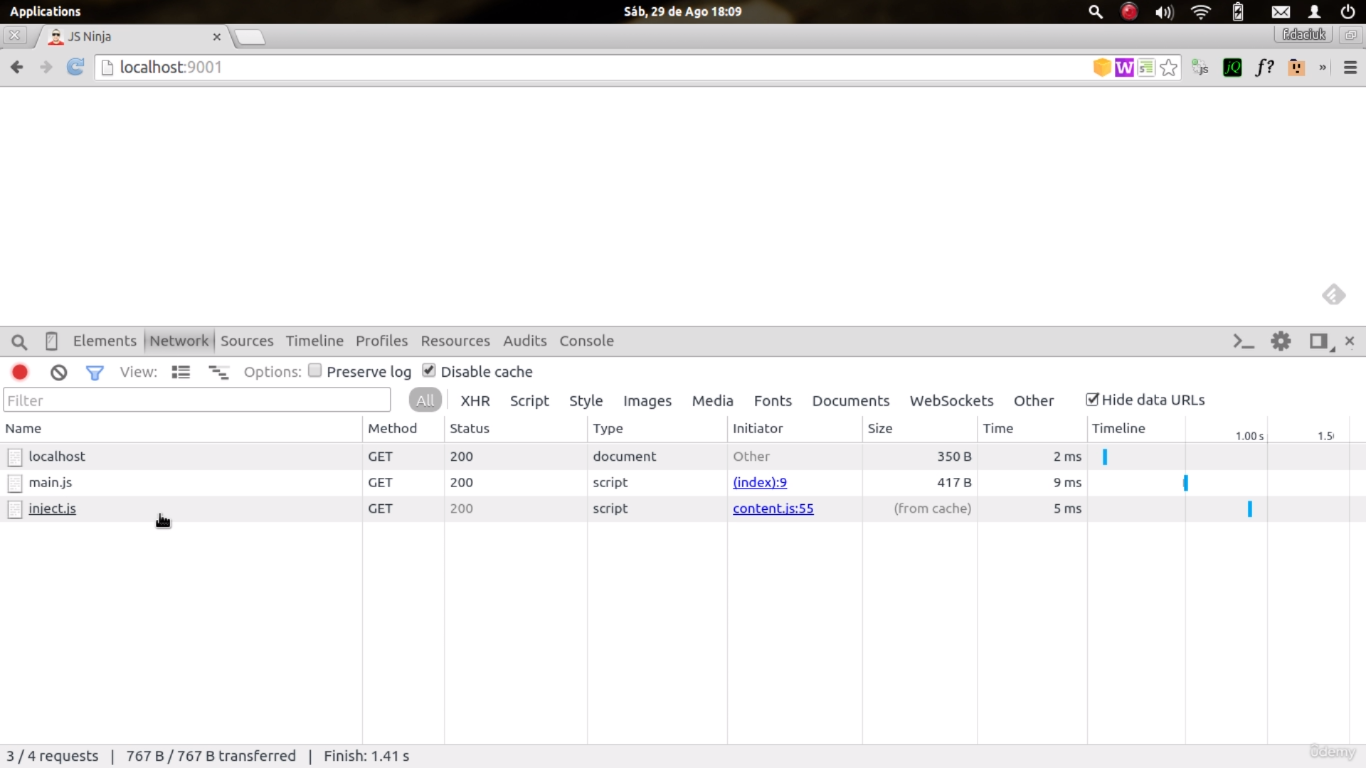 Applications
Sáb, 29 de Ago 18:09
JS Ninja
f.daciuk
localhost:9001
W
js
jQ
f?
»
Elements Network Sources Timeline Profiles Resources Audits Console
View: Options: Preserve log Disable cache
Filter
All XHR Script Style Images Media Fonts Documents WebSockets Other Hide data URLs
Name Method Status Type Initiator Size Time Timeline 1.00 s 1.5
localhost GET 200 document Other 350 B 2 ms
main.js GET 200 script (index):9 417 B 9 ms
inject.js GET 200 script content.js:55 (from cache) 5 ms
3 / 4 requests | 767 B / 767 B transferred | Finish: 1.41 s
ûdemy